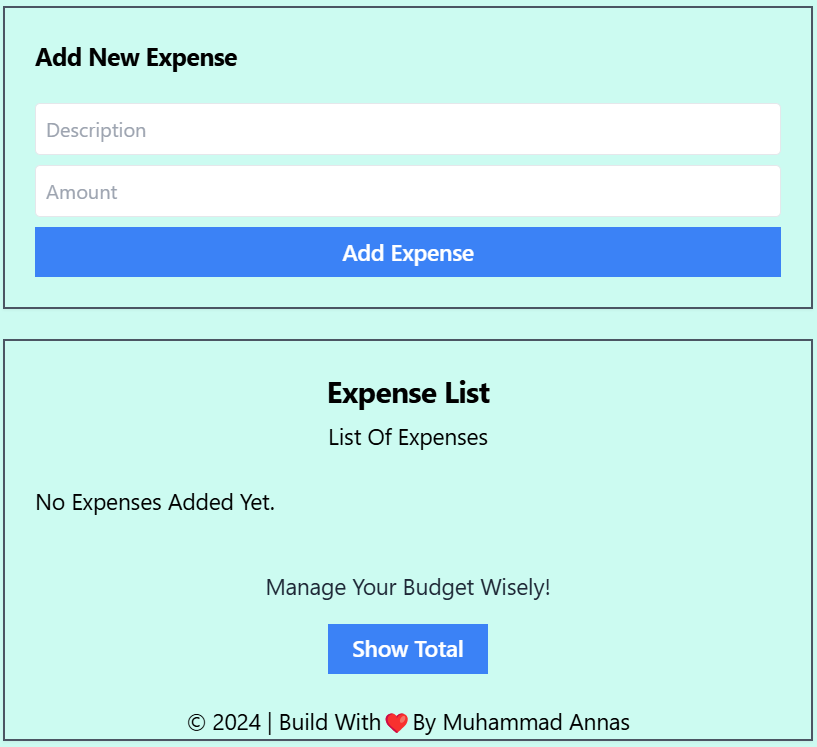 Add New Expense
Description
Amount
Add Expense
Expense List
List Of Expenses
No Expenses Added Yet.
Manage Your Budget Wisely!
Show Total
© 2024 | Build With❤️By Muhammad Annas